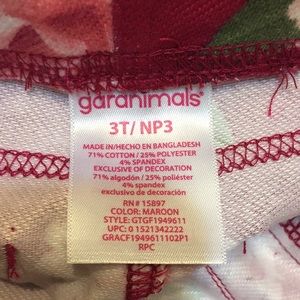 garanimals
3T/ NP3
MADE IN/HECHO EN BANGLADESH
71% COTTON / 25% POLYESTER
4% SPANDEX
EXCLUSIVE OF DECORATION
71% algodón / 25% poliéster
4% spandex
exclusivo de decoración
RN# 15897
COLOR: MAROON
STYLE: GTGF1949611
UPC: 0 1521342222
GRACF1949611102P1
RPC